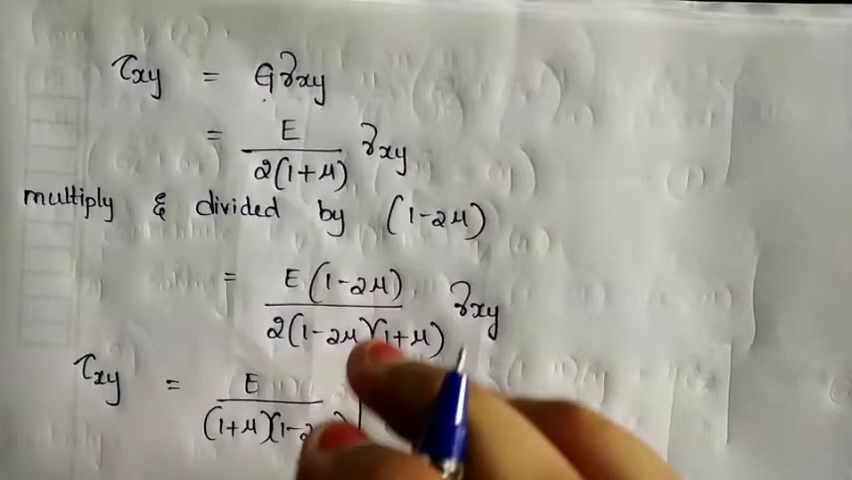 τxy = Gγxy
= E / 2(1+μ) γxy
multiply & divided by (1-2μ)
= E(1-2μ) / 2(1-2μ)(1+μ) γxy
τxy = E / (1+μ)(1-2